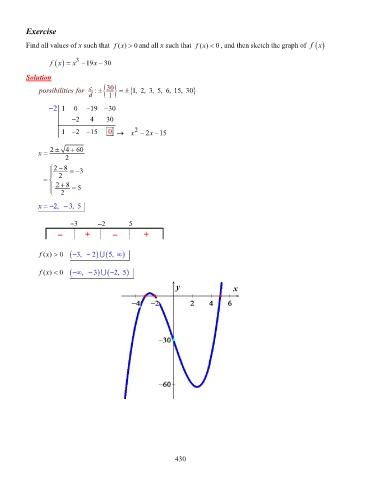 Exercise
Find all values of x such that f(x) > 0 and all x such that f(x) < 0, and then sketch the graph of f(x)
f(x) = x³ − 19x − 30
Solution
possibilities for c/d : ±{30/1} = ±{1, 2, 3, 5, 6, 15, 30}
−2 | 1 0 −19 −30
−2 4 30
1 −2 −15 0 → x² − 2x − 15
x = (2 ± √(4 + 60))/2
= { (2 − 8)/2 = −3
(2 + 8)/2 = 5
x = −2, −3, 5
−3 −2 5
− + − +
f(x) > 0 (−3, −2) ∪ (5, ∞)
f(x) < 0 (−∞, −3) ∪ (−2, 5)
y x
−4 −2 2 4 6
−30
−60
430